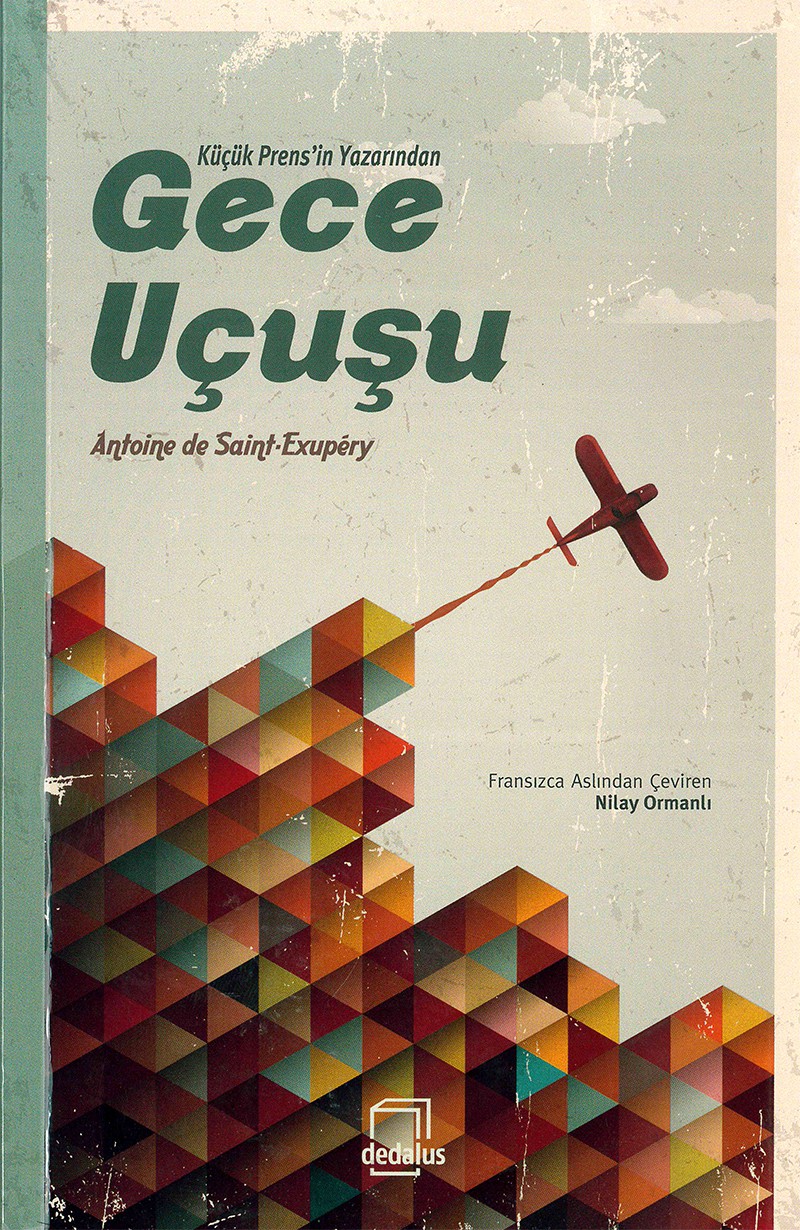 Küçük Prens'in Yazarından
Gece
Uçuşu
Antoine de Saint-Exupéry
Fransızca Aslından Çeviren
Nilay Ormanlı
dedalus